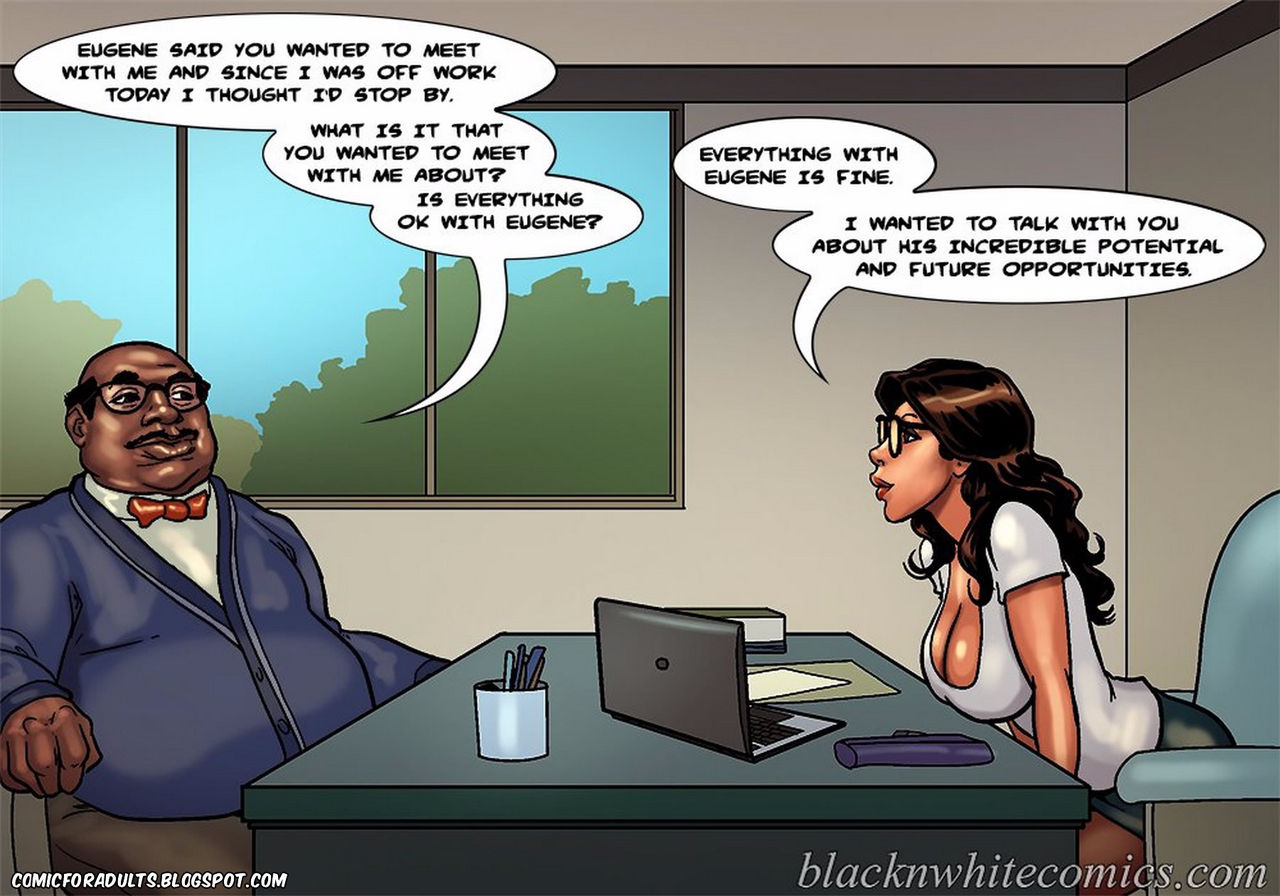 EUGENE SAID YOU WANTED TO MEET
WITH ME AND SINCE I WAS OFF WORK
TODAY I THOUGHT I'D STOP BY.
WHAT IS IT THAT
YOU WANTED TO MEET
WITH ME ABOUT?
IS EVERYTHING
OK WITH EUGENE?
EVERYTHING WITH
EUGENE IS FINE.
I WANTED TO TALK WITH YOU
ABOUT HIS INCREDIBLE POTENTIAL
AND FUTURE OPPORTUNITIES.
COMICFORADULTS.BLOGSPOT.COM
blacknwhitecomics.com